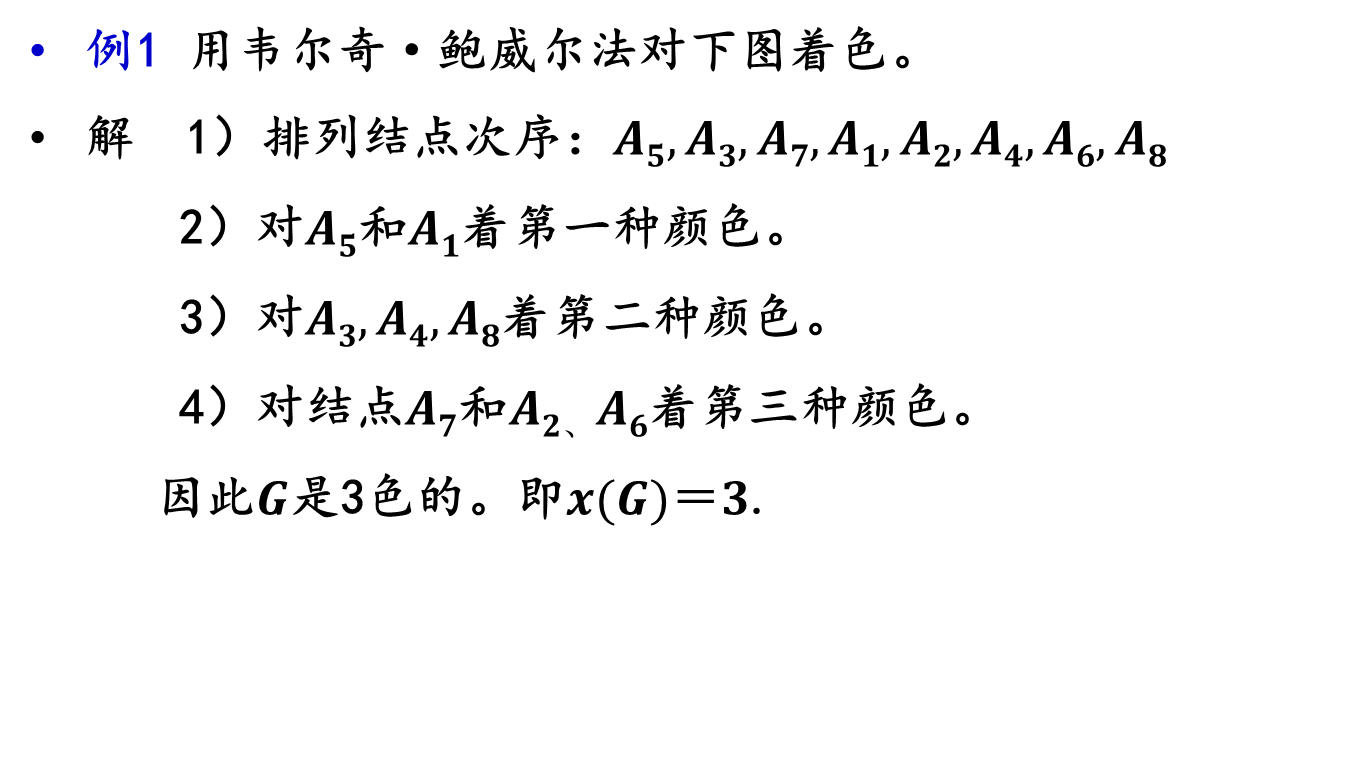 • 例1 用韦尔奇·鲍威尔法对下图着色。
• 解 1）排列结点次序：A₅, A₃, A₇, A₁, A₂, A₄, A₆, A₈
2）对A₅和A₁着第一种颜色。
3）对A₃, A₄, A₈着第二种颜色。
4）对结点A₇和A₂、A₆着第三种颜色。
因此G是3色的。即x(G)＝3.